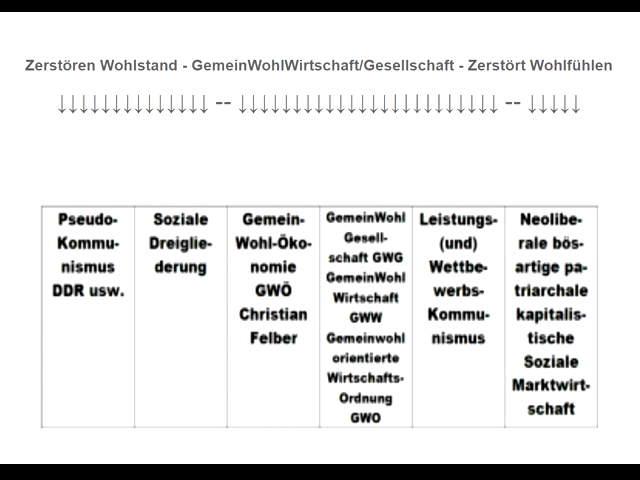 Zerstören Wohlstand - GemeinWohlWirtschaft/Gesellschaft - Zerstört Wohlfühlen
↓↓↓↓↓↓↓↓↓↓↓↓↓↓ -- ↓↓↓↓↓↓↓↓↓↓↓↓↓↓↓↓↓↓↓↓↓↓↓↓ -- ↓↓↓↓↓
Pseudo-
Kommu-
nismus
DDR usw.
Soziale
Dreiglie-
derung
Gemein-
Wohl-Öko-
nomie
GWÖ
Christian
Felber
GemeinWohl
Gesell-
schaft GWG
GemeinWohl
Wirtschaft
GWW
Gemeinwohl
orientierte
Wirtschafts-
Ordnung
GWO
Leistungs-
(und)
Wettbe-
werbs-
Kommu-
nismus
Neolibe-
rale bös-
artige pa-
triarchale
kapitalis-
tische
Soziale
Marktwirt-
schaft